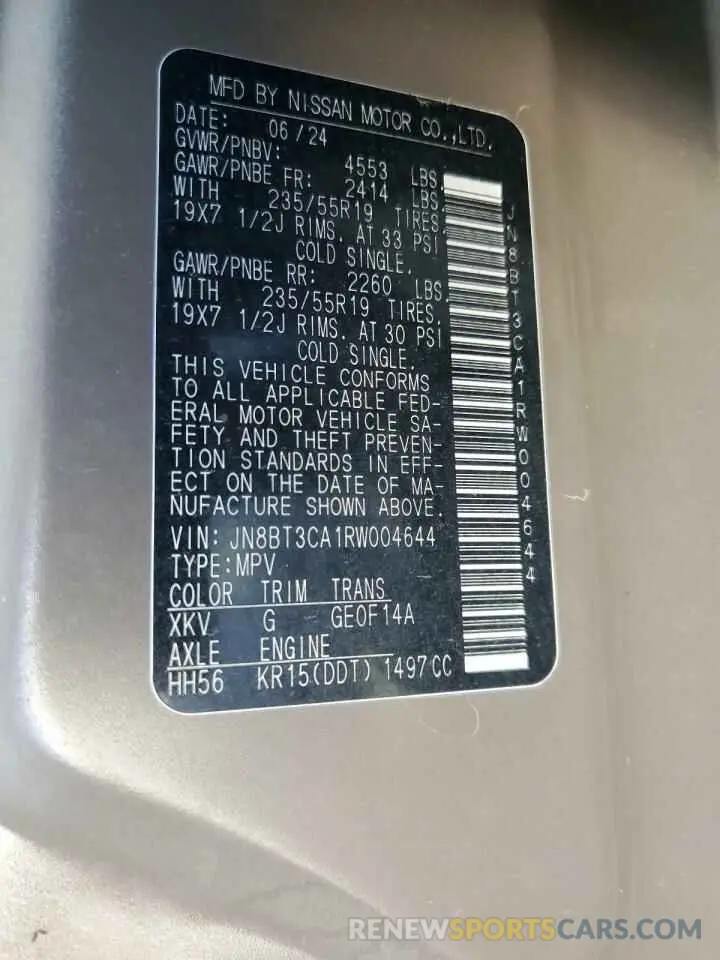 MFD BY NISSAN MOTOR CO.,LTD.
DATE: 06/24
GVWR/PNBV: 4553 LBS.
GAWR/PNBE FR: 2414 LBS.
WITH 235/55R19 TIRES.
19X7 1/2J RIMS. AT 33 PSI
COLD SINGLE.
GAWR/PNBE RR: 2260 LBS.
WITH 235/55R19 TIRES.
19X7 1/2J RIMS. AT 30 PSI
COLD SINGLE.
THIS VEHICLE CONFORMS
TO ALL APPLICABLE FED-
ERAL MOTOR VEHICLE SA-
FETY AND THEFT PREVEN-
TION STANDARDS IN EFF-
ECT ON THE DATE OF MA-
NUFACTURE SHOWN ABOVE.
VIN: JN8BT3CA1RW004644
TYPE:MPV
COLOR TRIM TRANS
XKV G GE0F14A
AXLE ENGINE
HH56 KR15(DDT) 1497CC
JN8BT3CA1RW004644
RENEWSPORTSCARS.COM